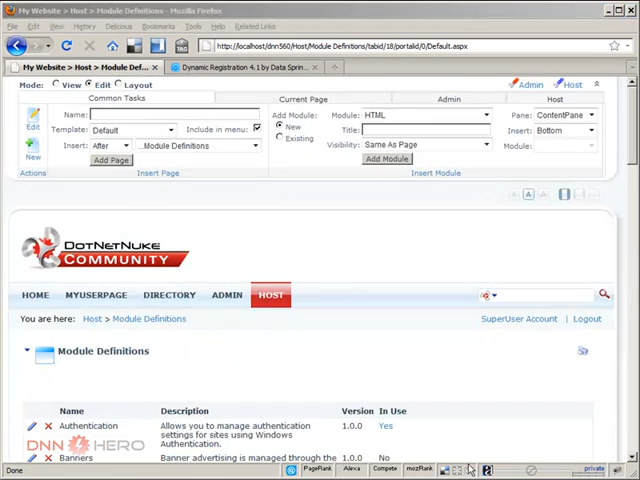 My Website > Host > Module Definitions - Mozilla Firefox
File Edit View History Delicious Bookmarks Tools Window Help Related Links
http://localhost/dnn560/Host/Module Definitions/tabid/18/portalid/0/Default.aspx
My Website > Host > Module Def... Dynamic Registration 4.1 by Data Sprin...
Mode: View Edit Layout Admin Host
Common Tasks Current Page Admin Host
Name: Add Module: Module: HTML Pane: ContentPane
Edit Template: Default Include in menu: New Title: Insert: Bottom
New Insert: After ...Module Definitions Existing Visibility: Same As Page Module:
Add Page Add Module
Actions Insert Page Insert Module
A A A
DOTNETNUKE
COMMUNITY
HOME MYUSERPAGE DIRECTORY ADMIN HOST
You are here: Host > Module Definitions SuperUser Account Logout
Module Definitions
Name Description Version In Use
Authentication Allows you to manage authentication settings for sites using Windows Authentication. 1.0.0 Yes
Banners Banner advertising is managed through the 1.0.0 No
DNN HERO
Done PageRank Alexa Compete mozRank private